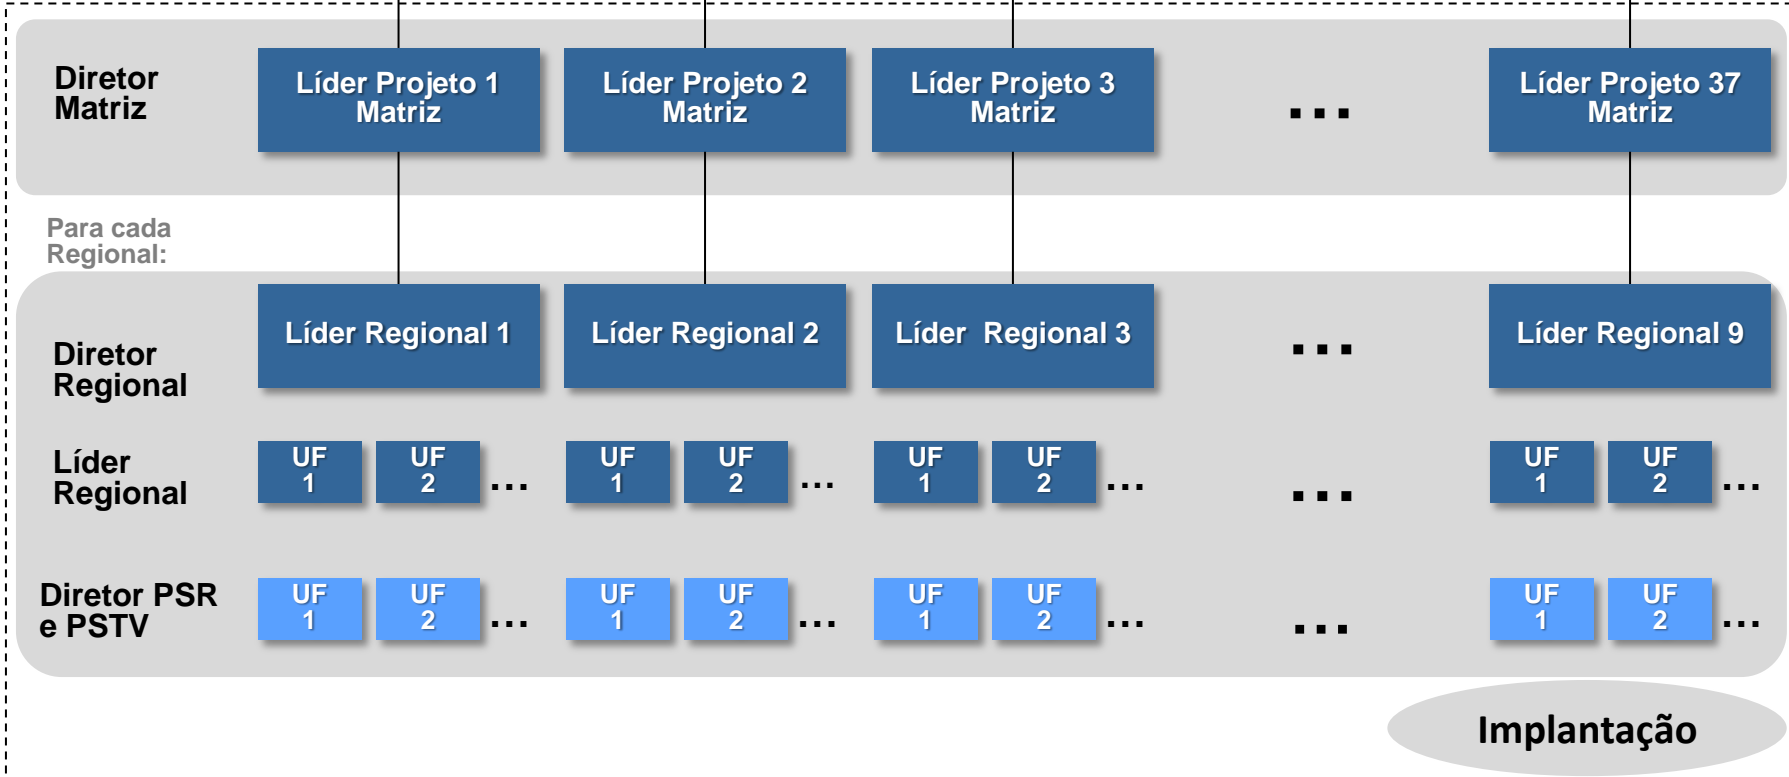 Diretor
Matriz
Líder Projeto 1
Matriz
Líder Projeto 2
Matriz
Líder Projeto 3
Matriz
...
Líder Projeto 37
Matriz
Para cada
Regional:
Diretor
Regional
Líder Regional 1
Líder Regional 2
Líder  Regional 3
...
Líder Regional 9
Líder
Regional
UF
1
UF
2
...
UF
1
UF
2
...
UF
1
UF
2
...
...
UF
1
UF
2
...
Diretor PSR
e PSTV
UF
1
UF
2
...
UF
1
UF
2
...
UF
1
UF
2
...
...
UF
1
UF
2
...
Implantação